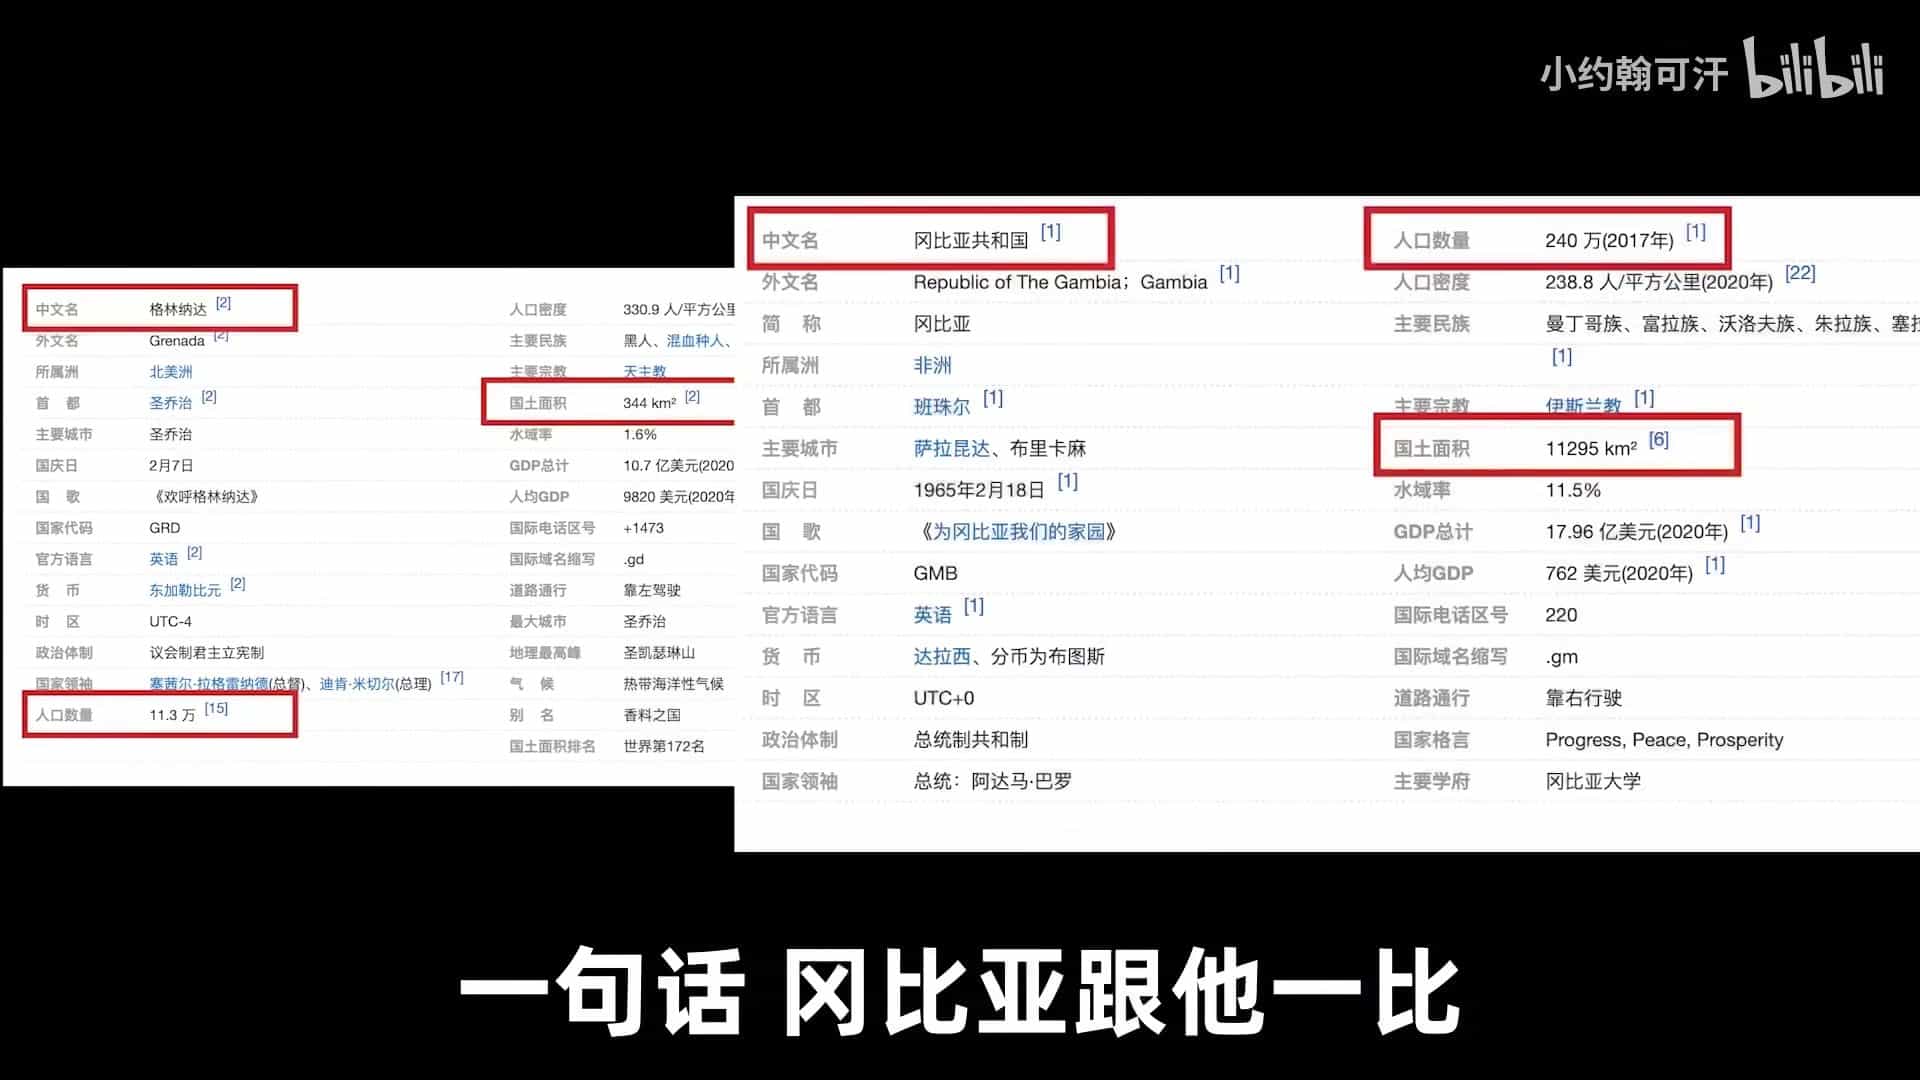 小约翰可汗 bilibili
中文名 格林纳达 [2]
外文名 Grenada [2]
所属洲 北美洲
首 都 圣乔治 [2]
主要城市 圣乔治
国庆日 2月7日
国 歌 《欢呼格林纳达》
国家代码 GRD
官方语言 英语 [2]
货 币 东加勒比元 [2]
时 区 UTC-4
政治体制 议会制君主立宪制
国家领袖 塞茜尔·拉格雷纳德(总督)、迪肯·米切尔(总理) [17]
人口数量 11.3 万 [15]
人口密度 330.9 人/平方公里
主要民族 黑人、混血种人、
主要宗教 天主教
国土面积 344 km² [2]
水域率 1.6%
GDP总计 10.7 亿美元(2020
人均GDP 9820 美元(2020年
国际电话区号 +1473
国际域名缩写 .gd
道路通行 靠左驾驶
最大城市 圣乔治
地理最高峰 圣凯瑟琳山
气 候 热带海洋性气候
别 名 香料之国
国土面积排名 世界第172名
中文名 冈比亚共和国 [1]
外文名 Republic of The Gambia；Gambia [1]
简 称 冈比亚
所属洲 非洲
首 都 班珠尔 [1]
主要城市 萨拉昆达、布里卡麻
国庆日 1965年2月18日 [1]
国 歌 《为冈比亚我们的家园》
国家代码 GMB
官方语言 英语 [1]
货 币 达拉西、分币为布图斯
时 区 UTC+0
政治体制 总统制共和制
国家领袖 总统：阿达马·巴罗
人口数量 240 万(2017年) [1]
人口密度 238.8 人/平方公里(2020年) [22]
主要民族 曼丁哥族、富拉族、沃洛夫族、朱拉族、塞拉
[1]
主要宗教 伊斯兰教 [1]
国土面积 11295 km² [6]
水域率 11.5%
GDP总计 17.96 亿美元(2020年) [1]
人均GDP 762 美元(2020年) [1]
国际电话区号 220
国际域名缩写 .gm
道路通行 靠右行驶
国家格言 Progress, Peace, Prosperity
主要学府 冈比亚大学
一句话 冈比亚跟他一比